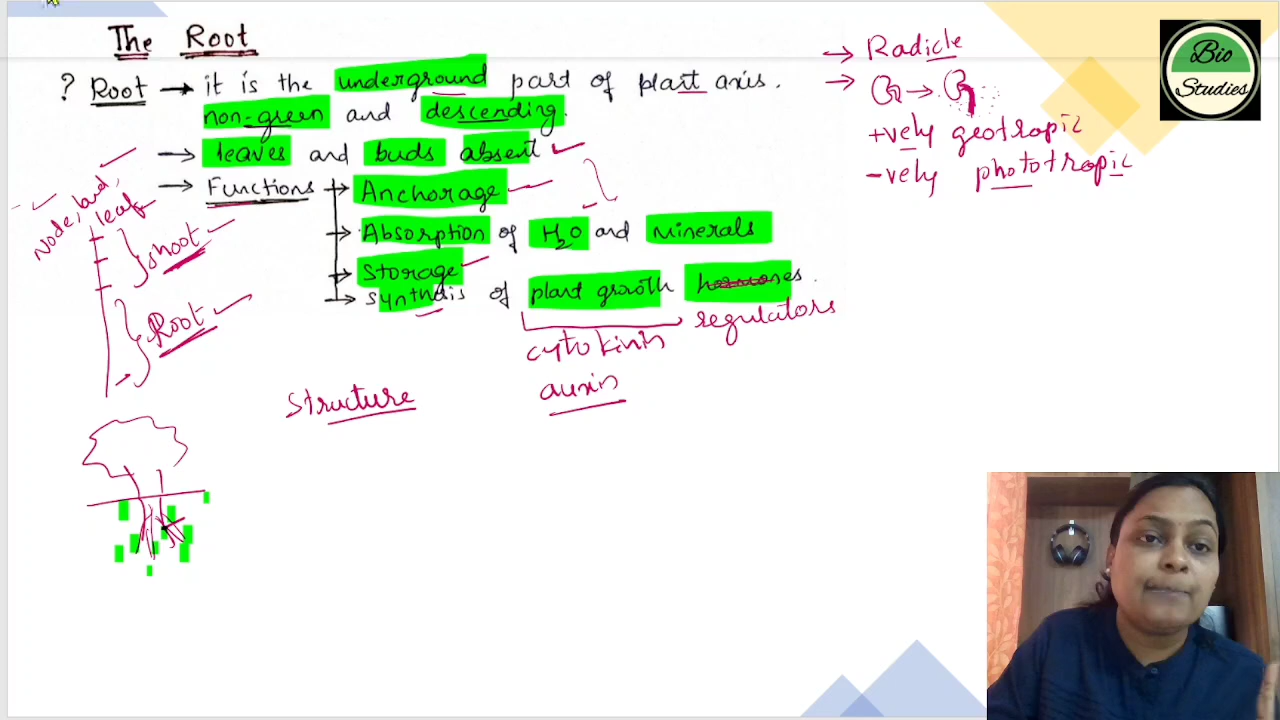 The Root
? Root → it is the underground part of plant axis.
non-green and descending.
→ leaves and buds absent
→ Functions → Anchorage
→ Absorption of H₂O and minerals
→ Storage
→ Synthesis of plant growth hormones.
regulators
cytokinin
auxin
Node, bud,
leaf
shoot
Root
Structure
→ Radicle
→
+vely geotropic
-vely phototropic
Bio
Studies